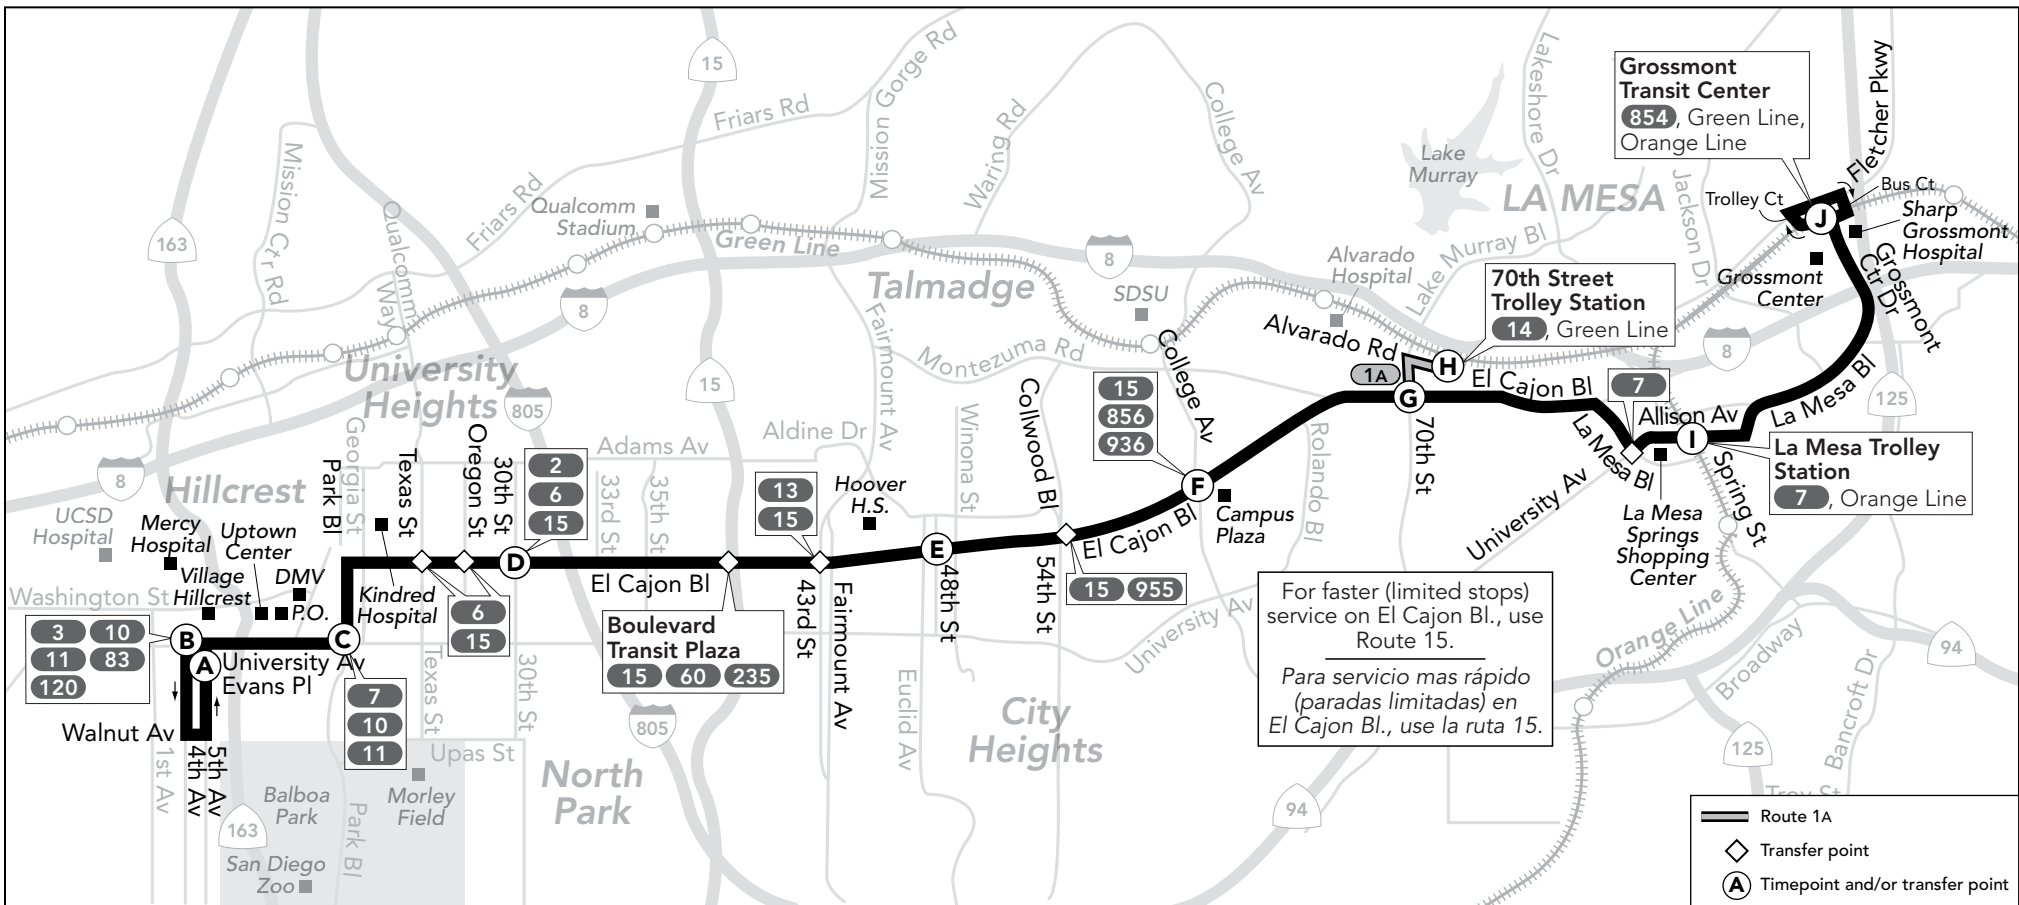 15
Friars Rd
Mission Gorge Rd
Waring Rd
College Av
Lakeshore Dr
Lake
Murray
LA MESA
Jackson Dr
Grossmont
Transit Center
854, Green Line,
Orange Line
Fletcher Pkwy
Trolley Ct
Bus Ct
J
Sharp
Grossmont
Hospital
Grossmont
Center
Grossmont
Ctr Dr
163
Mission Ctr Rd
Qualcomm
Way
Friars Rd
Qualcomm
Stadium
Green Line
8
8
Talmadge
SDSU
Alvarado
Hospital
Lake Murray Bl
70th Street
Trolley Station
14, Green Line
Alvarado Rd
H
1A
G
El Cajon Bl
7
8
Allison Av
La Mesa Bl
125
University
Heights
805
15
Fairmount Av
Montezuma Rd
College Av
Collwood Bl
Winona St
15
856
936
Rolando Bl
70th St
La Mesa Bl
I
La Mesa Trolley
Station
7, Orange Line
Spring St
University Av
La Mesa
Springs
Shopping
Center
8
Hillcrest
UCSD
Hospital
Mercy
Hospital
Uptown
Center
Village
Hillcrest
DMV
P.O.
Washington St
Park Bl
Georgia St
Texas St
Oregon St
30th St
2
6
15
33rd St
35th St
Adams Av
Aldine Dr
13
15
Hoover
H.S.
F
Campus
Plaza
Kindred
Hospital
D
El Cajon Bl
E
El Cajon Bl
3 10
11 83
120
B
A
C
University Av
Evans Pl
Walnut Av
7
10
11
6
15
Texas St
30th St
Boulevard
Transit Plaza
15 60 235
43rd St
Fairmount Av
48th St
54th St
15 955
University Av
For faster (limited stops)
service on El Cajon Bl., use
Route 15.
Para servicio mas rápido
(paradas limitadas) en
El Cajon Bl., use la ruta 15.
Orange Line
Broadway
94
Bancroft Dr
125
Troy St
1st Av
4th Av
5th Av
Upas St
Balboa
Park
Morley
Field
163
Park Bl
San Diego
Zoo
North
Park
805
Euclid Av
City
Heights
94
Route 1A
Transfer point
A Timepoint and/or transfer point